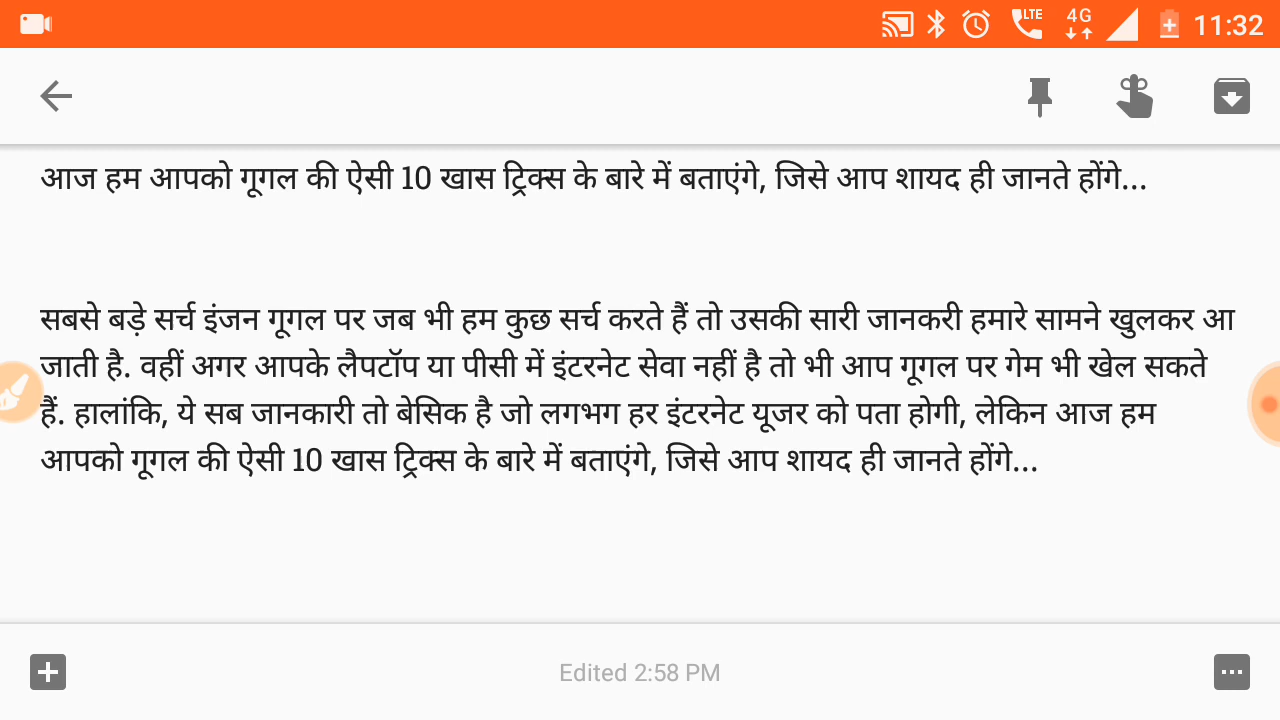 LTE 4G 11:32
आज हम आपको गूगल की ऐसी 10 खास ट्रिक्स के बारे में बताएंगे, जिसे आप शायद ही जानते होंगे...
सबसे बड़े सर्च इंजन गूगल पर जब भी हम कुछ सर्च करते हैं तो उसकी सारी जानकरी हमारे सामने खुलकर आ
जाती है. वहीं अगर आपके लैपटॉप या पीसी में इंटरनेट सेवा नहीं है तो भी आप गूगल पर गेम भी खेल सकते
हैं. हालांकि, ये सब जानकारी तो बेसिक है जो लगभग हर इंटरनेट यूजर को पता होगी, लेकिन आज हम
आपको गूगल की ऐसी 10 खास ट्रिक्स के बारे में बताएंगे, जिसे आप शायद ही जानते होंगे...
Edited 2:58 PM